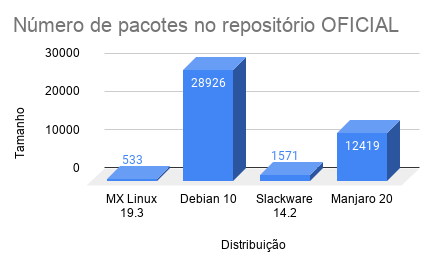 Número de pacotes no repositório OFICIAL
30000
20000
10000
0
Tamanho
533
28926
1571
12419
MX Linux
19.3
Debian 10
Slackware
14.2
Manjaro 20
Distribuição